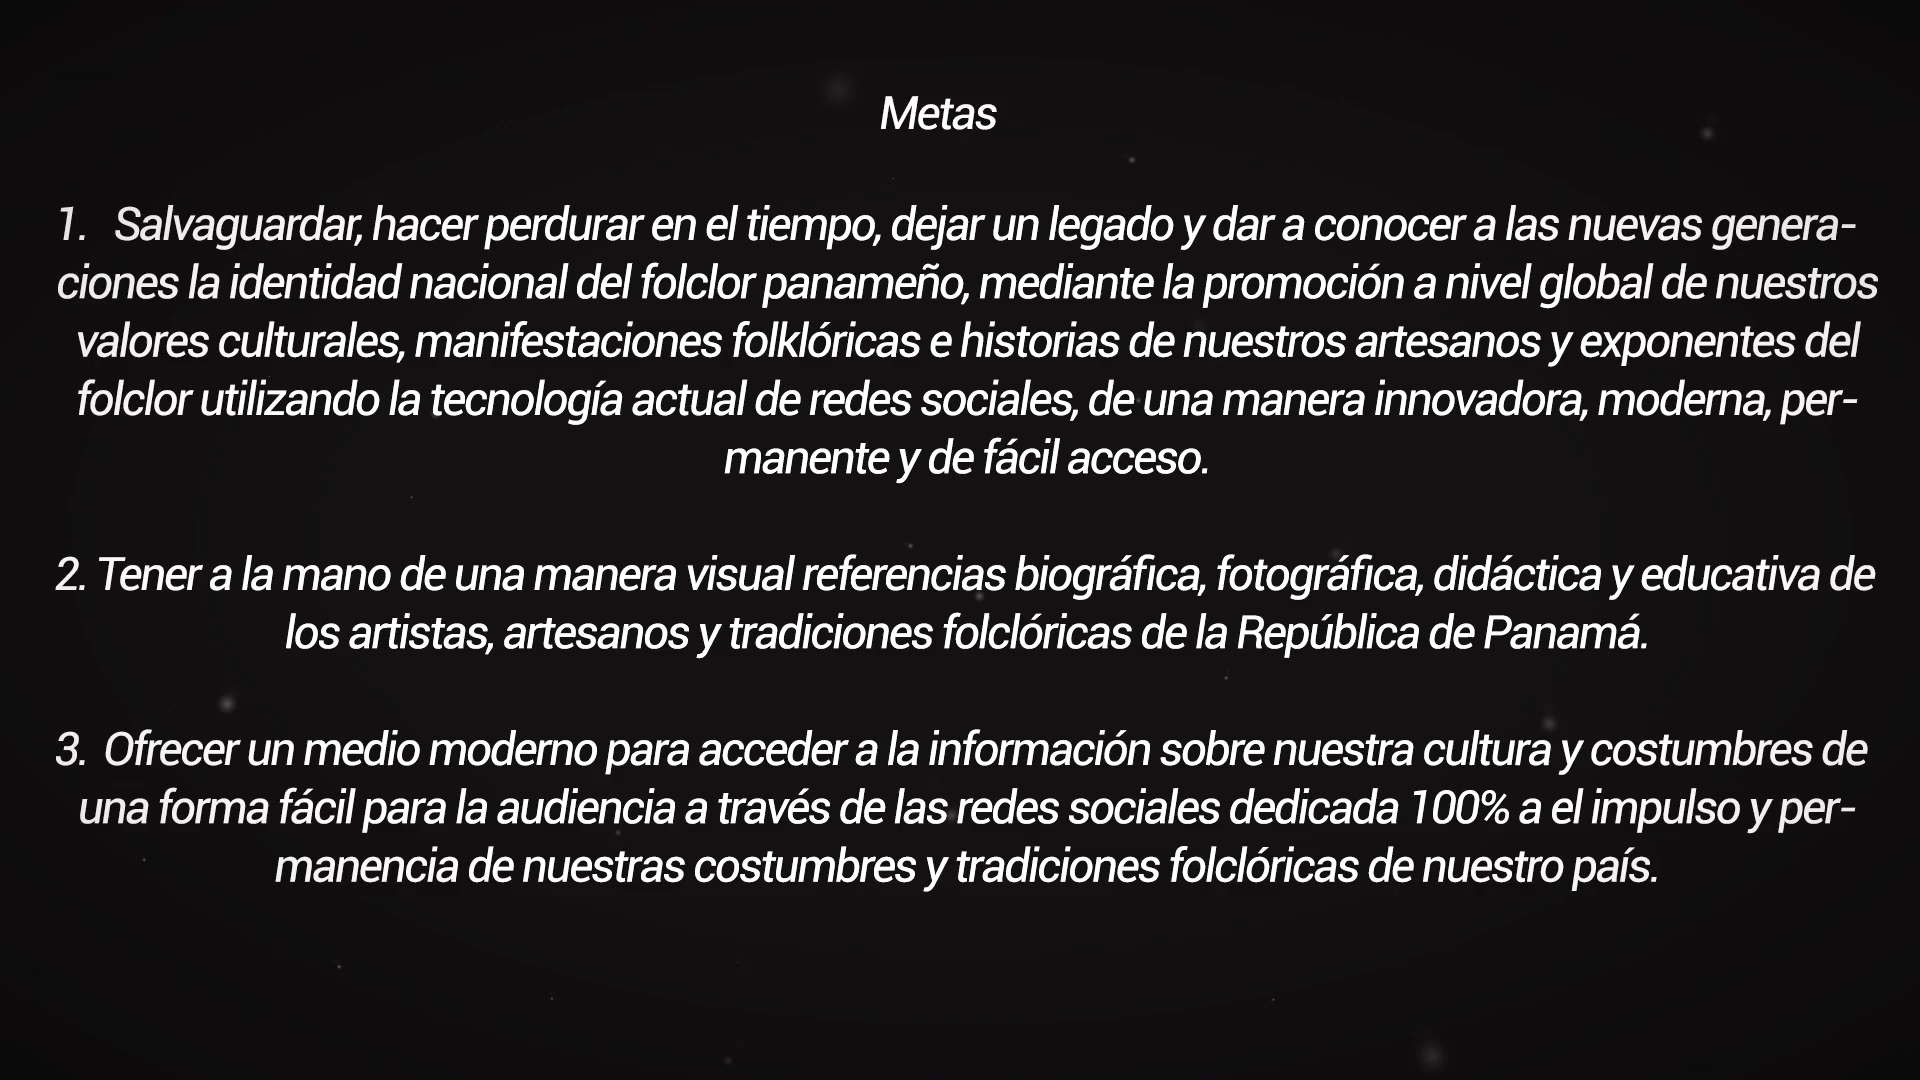 Metas
1. Salvaguardar, hacer perdurar en el tiempo, dejar un legado y dar a conocer a las nuevas genera-
ciones la identidad nacional del folclor panameño, mediante la promoción a nivel global de nuestros
valores culturales, manifestaciones folklóricas e historias de nuestros artesanos y exponentes del
folclor utilizando la tecnología actual de redes sociales, de una manera innovadora, moderna, per-
manente y de fácil acceso.
2. Tener a la mano de una manera visual referencias biográfica, fotográfica, didáctica y educativa de
los artistas, artesanos y tradiciones folclóricas de la República de Panamá.
3. Ofrecer un medio moderno para acceder a la información sobre nuestra cultura y costumbres de
una forma fácil para la audiencia a través de las redes sociales dedicada 100% a el impulso y per-
manencia de nuestras costumbres y tradiciones folclóricas de nuestro país.